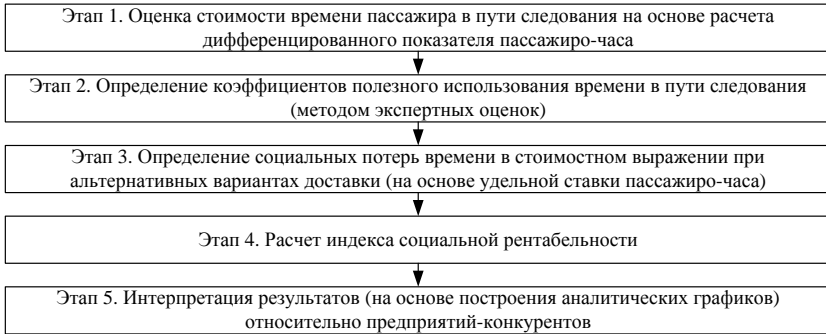 Этап 1. Оценка стоимости времени пассажира в пути следования на основе расчета
дифференцированного показателя пассажиро-часа
Этап 2. Определение коэффициентов полезного использования времени в пути следования
(методом экспертных оценок)
Этап 3. Определение социальных потерь времени в стоимостном выражении при
альтернативных вариантах доставки (на основе удельной ставки пассажиро-часа)
Этап 4. Расчет индекса социальной рентабельности
Этап 5. Интерпретация результатов (на основе построения аналитических графиков)
относительно предприятий-конкурентов